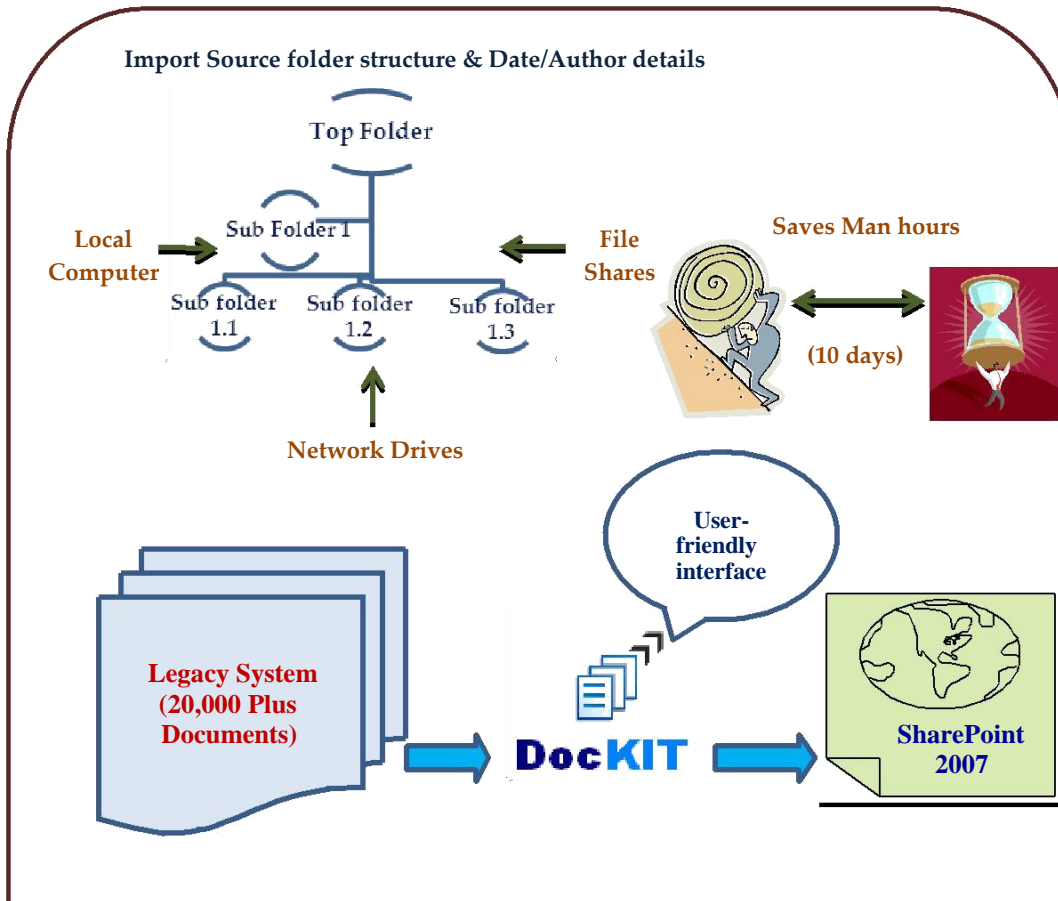 Import Source folder structure & Date/Author details
Top Folder
Sub Folder 1
Local
Computer
File
Shares
Saves Man hours
Sub folder
1.1
Sub folder
1.2
Sub folder
1.3
(10 days)
Network Drives
User-
friendly
interface
Legacy System
(20,000 Plus
Documents)
DocKIT
SharePoint
2007